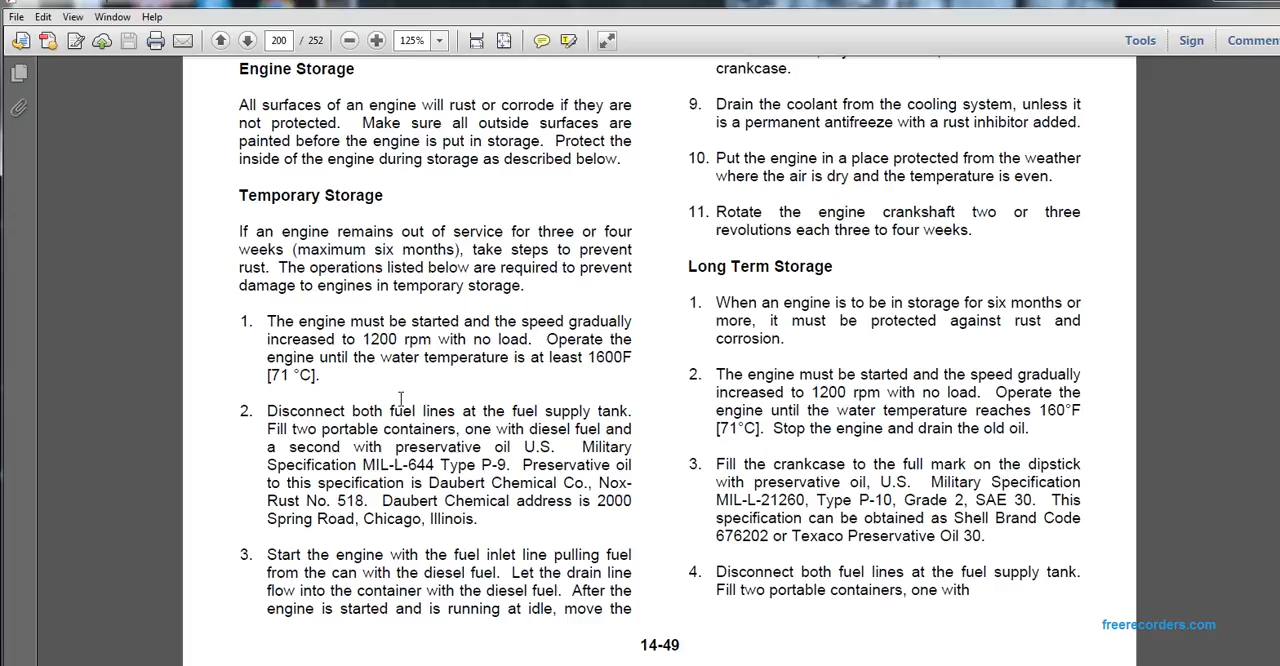 File Edit View Window Help
200 / 252 125% Tools Sign Commen
Engine Storage
All surfaces of an engine will rust or corrode if they are
not protected. Make sure all outside surfaces are
painted before the engine is put in storage. Protect the
inside of the engine during storage as described below.
Temporary Storage
If an engine remains out of service for three or four
weeks (maximum six months), take steps to prevent
rust. The operations listed below are required to prevent
damage to engines in temporary storage.
1. The engine must be started and the speed gradually
increased to 1200 rpm with no load. Operate the
engine until the water temperature is at least 1600F
[71 °C].
2. Disconnect both fuel lines at the fuel supply tank.
Fill two portable containers, one with diesel fuel and
a second with preservative oil U.S. Military
Specification MIL-L-644 Type P-9. Preservative oil
to this specification is Daubert Chemical Co., Nox-
Rust No. 518. Daubert Chemical address is 2000
Spring Road, Chicago, Illinois.
3. Start the engine with the fuel inlet line pulling fuel
from the can with the diesel fuel. Let the drain line
flow into the container with the diesel fuel. After the
engine is started and is running at idle, move the
crankcase.
9. Drain the coolant from the cooling system, unless it
is a permanent antifreeze with a rust inhibitor added.
10. Put the engine in a place protected from the weather
where the air is dry and the temperature is even.
11. Rotate the engine crankshaft two or three
revolutions each three to four weeks.
Long Term Storage
1. When an engine is to be in storage for six months or
more, it must be protected against rust and
corrosion.
2. The engine must be started and the speed gradually
increased to 1200 rpm with no load. Operate the
engine until the water temperature reaches 160°F
[71°C]. Stop the engine and drain the old oil.
3. Fill the crankcase to the full mark on the dipstick
with preservative oil, U.S. Military Specification
MIL-L-21260, Type P-10, Grade 2, SAE 30. This
specification can be obtained as Shell Brand Code
676202 or Texaco Preservative Oil 30.
4. Disconnect both fuel lines at the fuel supply tank.
Fill two portable containers, one with
freerecorders.com
14-49